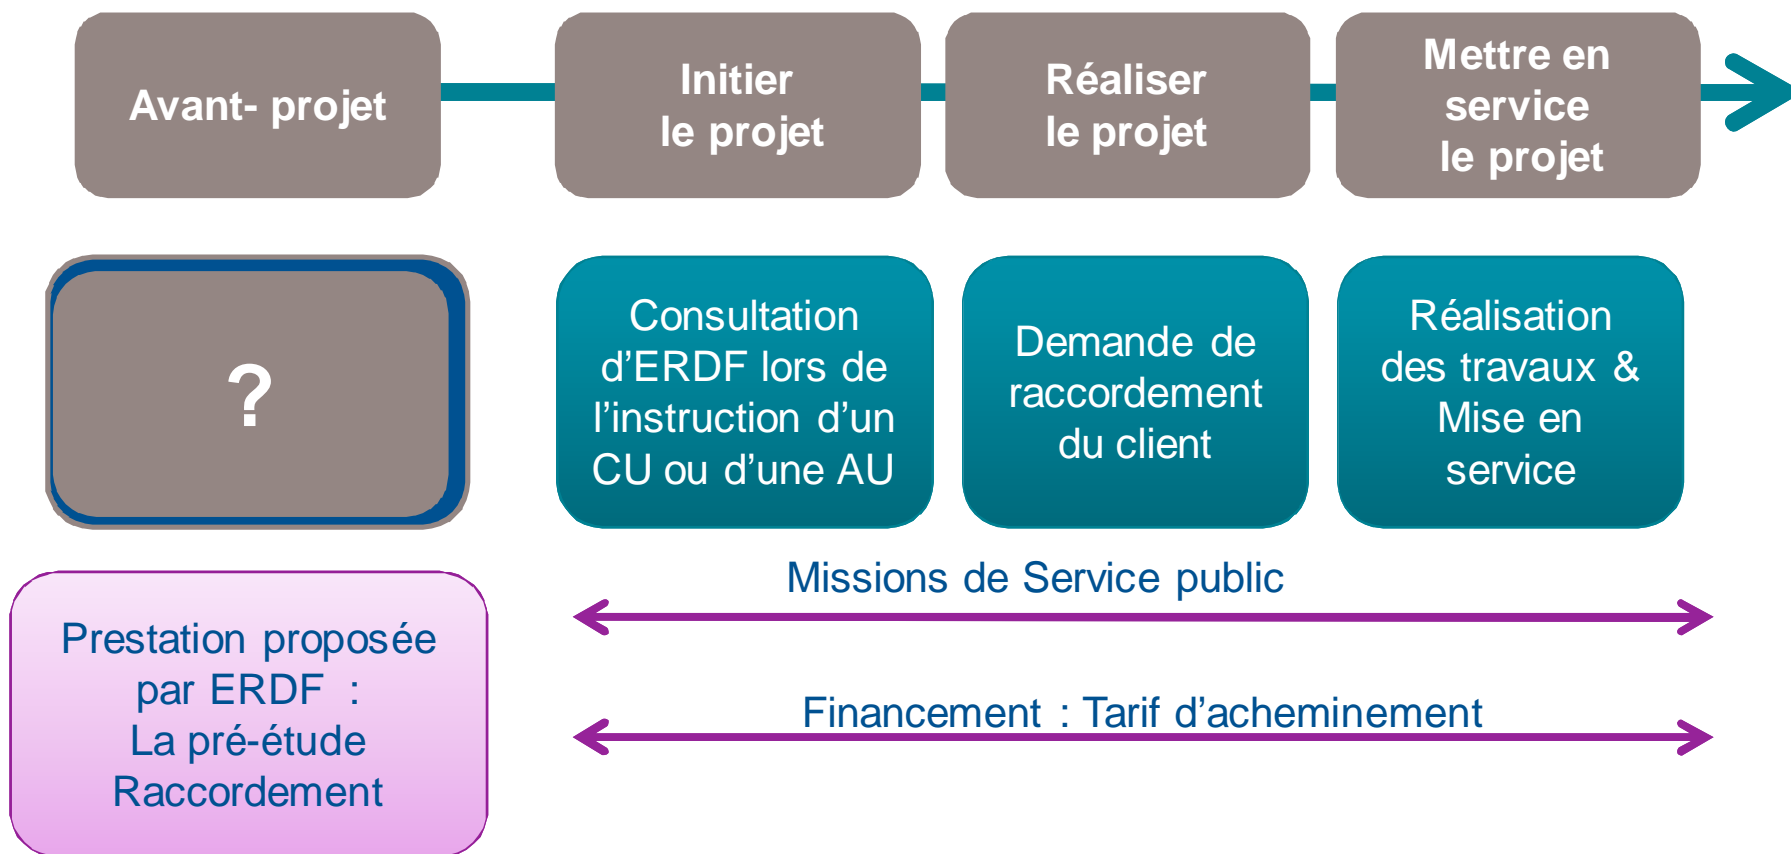 Avant- projet
Initier
le projet
Réaliser
le projet
Mettre en
service
le projet
?
Consultation
d’ERDF lors de
l’instruction d’un
CU ou d’une AU
Demande de
raccordement
du client
Réalisation
des travaux &
Mise en
service
Missions de Service public
Prestation proposée
par ERDF :
La pré-étude
Raccordement
Financement : Tarif d’acheminement